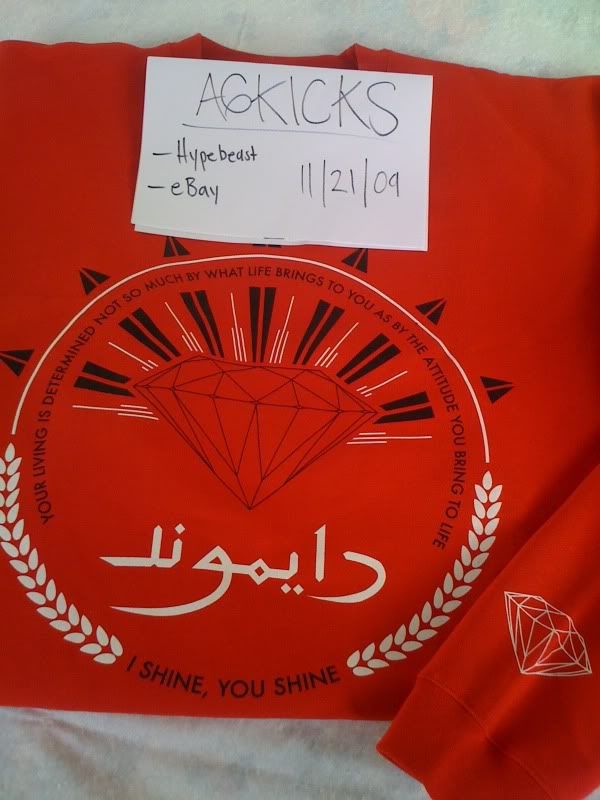 AGKICKS
– Hypebeast
– eBay
11/21/09
YOUR LIVING IS DETERMINED NOT SO MUCH BY WHAT LIFE BRINGS TO YOU AS BY THE ATTITUDE YOU BRING TO LIFE
دايموند
I SHINE, YOU SHINE